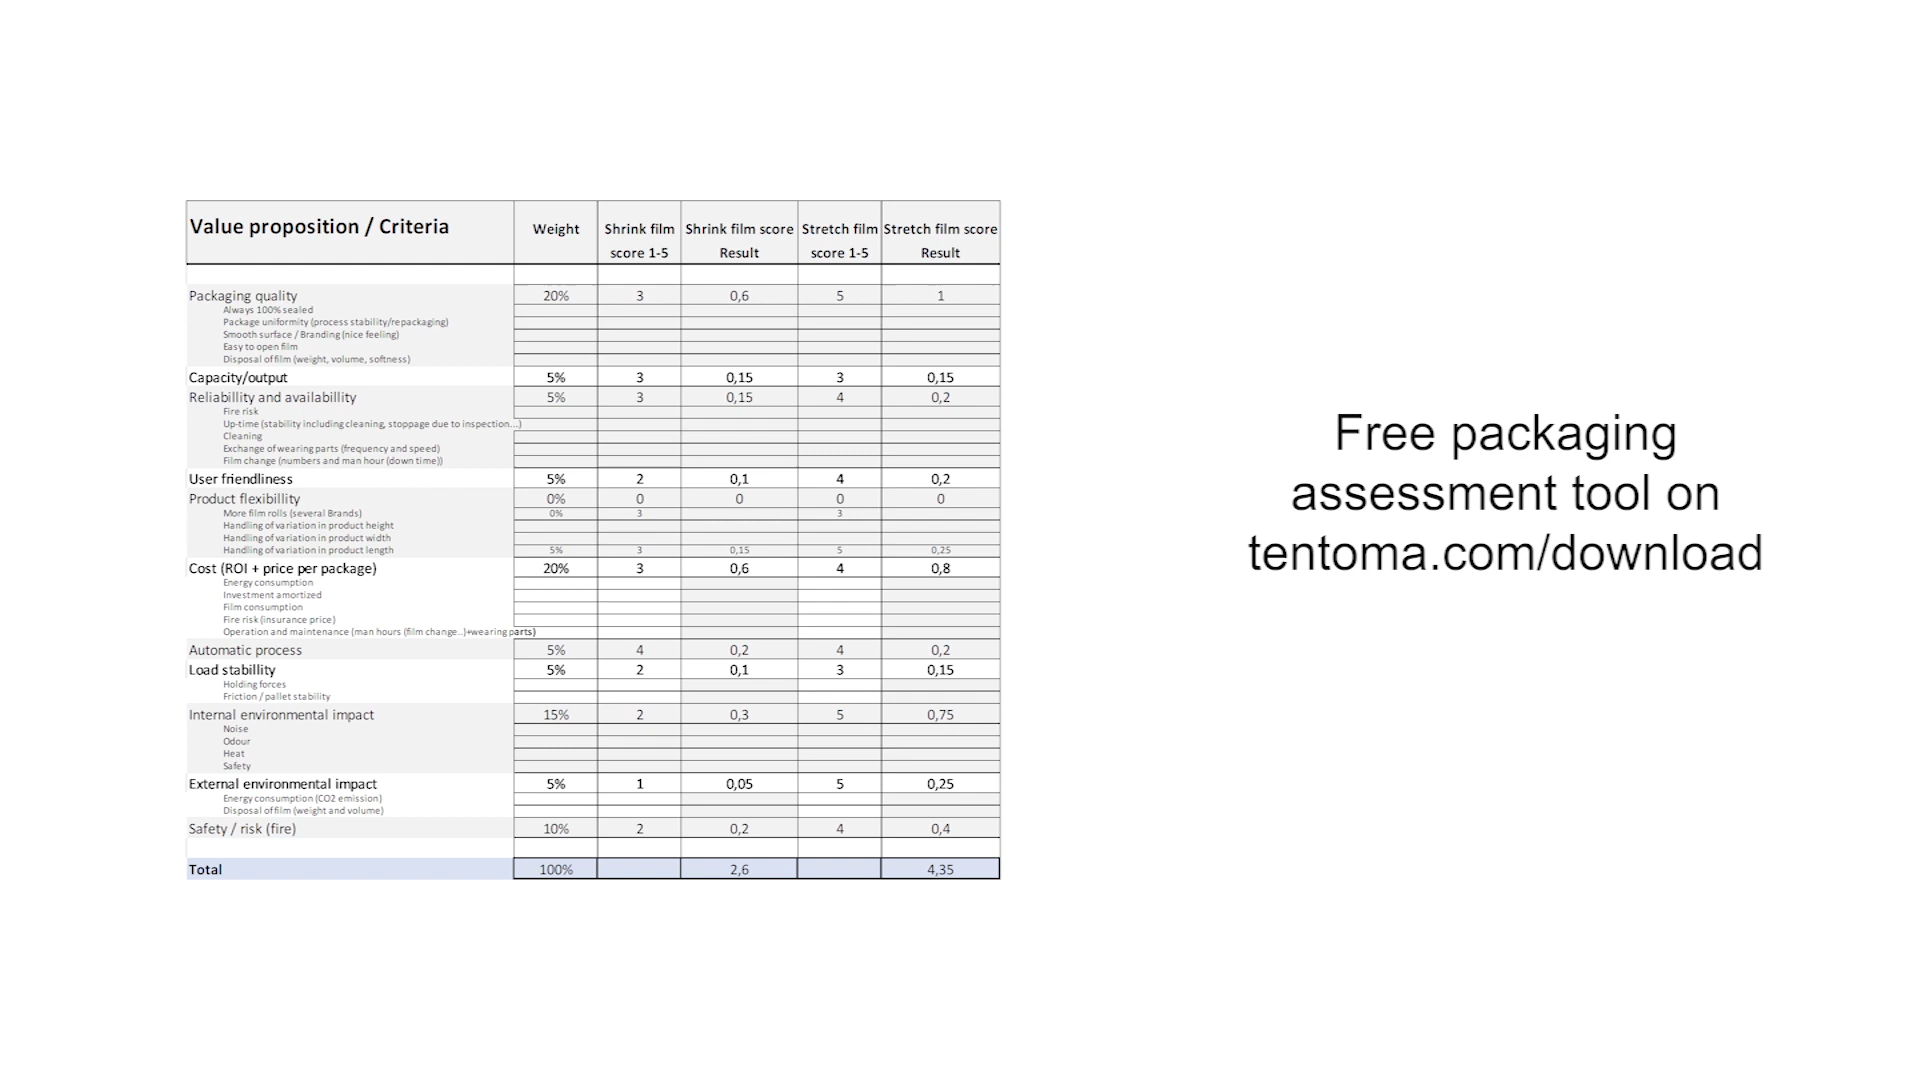 Value proposition / Criteria Weight Shrink film score 1-5 Shrink film score Result Stretch film score 1-5 Stretch film score Result
Packaging quality 20% 3 0,6 5 1
Always 100% sealed
Package uniformity (process stability/repackaging)
Smooth surface / Branding (nice feeling)
Easy to open film
Disposal of film (weight, volume, softness)
Capacity/output 5% 3 0,15 3 0,15
Reliabillity and availabillity 5% 3 0,15 4 0,2
Fire risk
Up-time (stability including cleaning, stoppage due to inspection...)
Cleaning
Exchange of wearing parts (frequency and speed)
Film change (numbers and man hour (down time))
User friendliness 5% 2 0,1 4 0,2
Product flexibillity 0% 0 0 0 0
More film rolls (several Brands) 0% 3 3
Handling of variation in product height
Handling of variation in product width
Handling of variation in product length 5% 3 0,15 5 0,25
Cost (ROI + price per package) 20% 3 0,6 4 0,8
Energy consumption
Investment amortized
Film consumption
Fire risk (insurance price)
Operation and maintenance (man hours (film change..)+wearing parts)
Automatic process 5% 4 0,2 4 0,2
Load stabillity 5% 2 0,1 3 0,15
Holding forces
Friction / pallet stability
Internal environmental impact 15% 2 0,3 5 0,75
Noise
Odour
Heat
Safety
External environmental impact 5% 1 0,05 5 0,25
Energy consumption (CO2 emission)
Disposal of film (weight and volume)
Safety / risk (fire) 10% 2 0,2 4 0,4
Total 100% 2,6 4,35
Free packaging
assessment tool on
tentoma.com/download